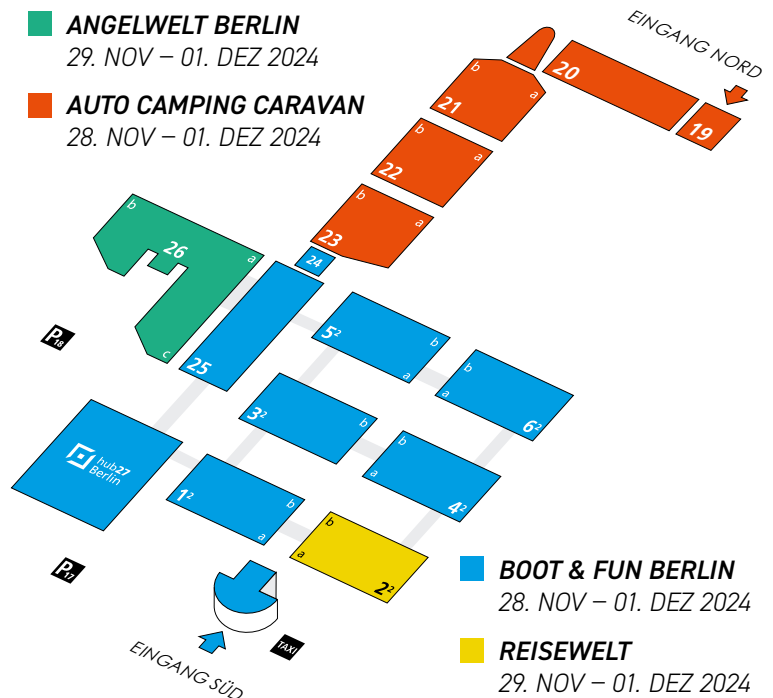 ANGELWELT BERLIN
29. NOV – 01. DEZ 2024
AUTO CAMPING CARAVAN
28. NOV – 01. DEZ 2024
EINGANG NORD
20
19
b
a
21
b
a
22
b
a
23
24
b
26
a
c
25
P18
5²
b
a
b
a
6²
3²
b
b
a
4²
hub27
Berlin
1²
b
a
b
a
2²
P17
TAXI
EINGANG SÜD
BOOT & FUN BERLIN
28. NOV – 01. DEZ 2024
REISEWELT
29. NOV – 01. DEZ 2024